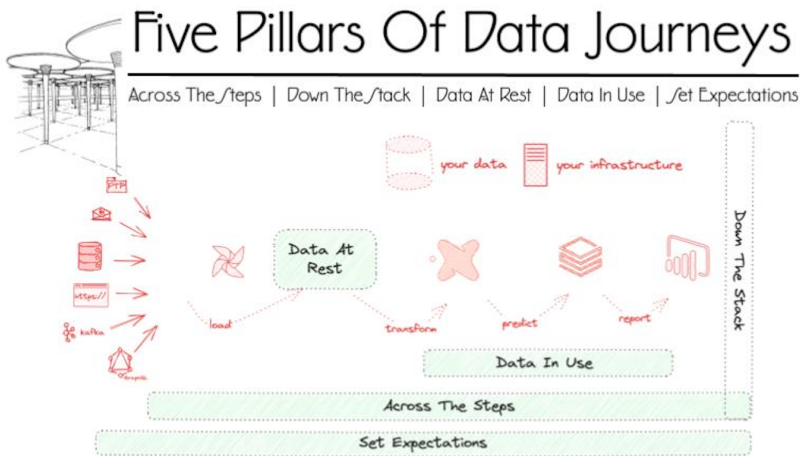 Five Pillars Of Data Journeys
Across The Steps | Down The Stack | Data At Rest | Data In Use | Set Expectations
your data
your infrastructure
FTP
https://
kafka
Data At
Rest
load
transform
predict
report
Down The Stack
Data In Use
Across The Steps
Set Expectations